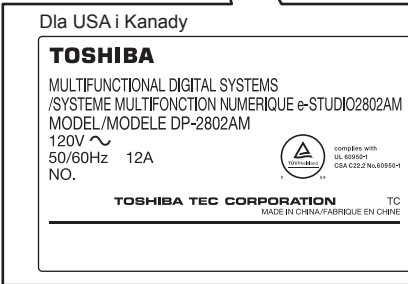 Dla USA i Kanady
TOSHIBA
MULTIFUNCTIONAL DIGITAL SYSTEMS
/SYSTEME MULTIFONCTION NUMERIQUE e-STUDIO2802AM
MODEL/MODELE DP-2802AM
120V ～
50/60Hz 12A
NO.
TÜVRheinland
c us
complies with
UL 60950-1
CSA C22.2 No.60950-1
TOSHIBA TEC CORPORATION TC
MADE IN CHINA/FABRIQUE EN CHINE